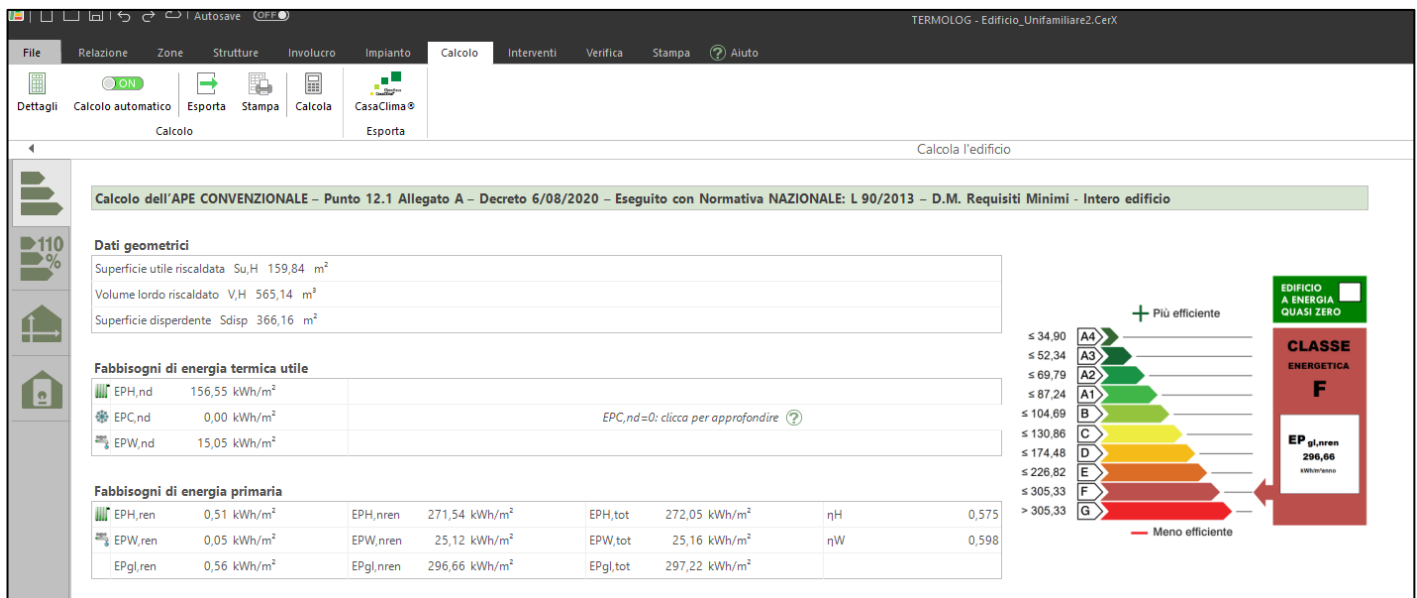 Autosave OFF
TERMOLOG - Edificio_Unifamiliare2.CerX
File Relazione Zone Strutture Involucro Impianto Calcolo Interventi Verifica Stampa ? Aiuto
ON
Dettagli Calcolo automatico Esporta Stampa Calcola CasaClima®
Calcolo Esporta
Calcola l'edificio
Calcolo dell'APE CONVENZIONALE – Punto 12.1 Allegato A – Decreto 6/08/2020 – Eseguito con Normativa NAZIONALE: L 90/2013 – D.M. Requisiti Minimi - Intero edificio
110
%
Dati geometrici
Superficie utile riscaldata Su,H 159,84 m²
Volume lordo riscaldato V,H 565,14 m³
Superficie disperdente Sdisp 366,16 m²
Fabbisogni di energia termica utile
EPH,nd 156,55 kWh/m²
EPC,nd 0,00 kWh/m² EPC,nd=0: clicca per approfondire ?
EPW,nd 15,05 kWh/m²
Fabbisogni di energia primaria
EPH,ren 0,51 kWh/m² EPH,nren 271,54 kWh/m² EPH,tot 272,05 kWh/m² ηH 0,575
EPW,ren 0,05 kWh/m² EPW,nren 25,12 kWh/m² EPW,tot 25,16 kWh/m² ηW 0,598
EPgl,ren 0,56 kWh/m² EPgl,nren 296,66 kWh/m² EPgl,tot 297,22 kWh/m²
Più efficiente
≤ 34,90 A4
≤ 52,34 A3
≤ 69,79 A2
≤ 87,24 A1
≤ 104,69 B
≤ 130,86 C
≤ 174,48 D
≤ 226,82 E
≤ 305,33 F
> 305,33 G
Meno efficiente
EDIFICIO
A ENERGIA
QUASI ZERO
CLASSE
ENERGETICA
F
EP gl,nren
296,66
kWh/m²anno